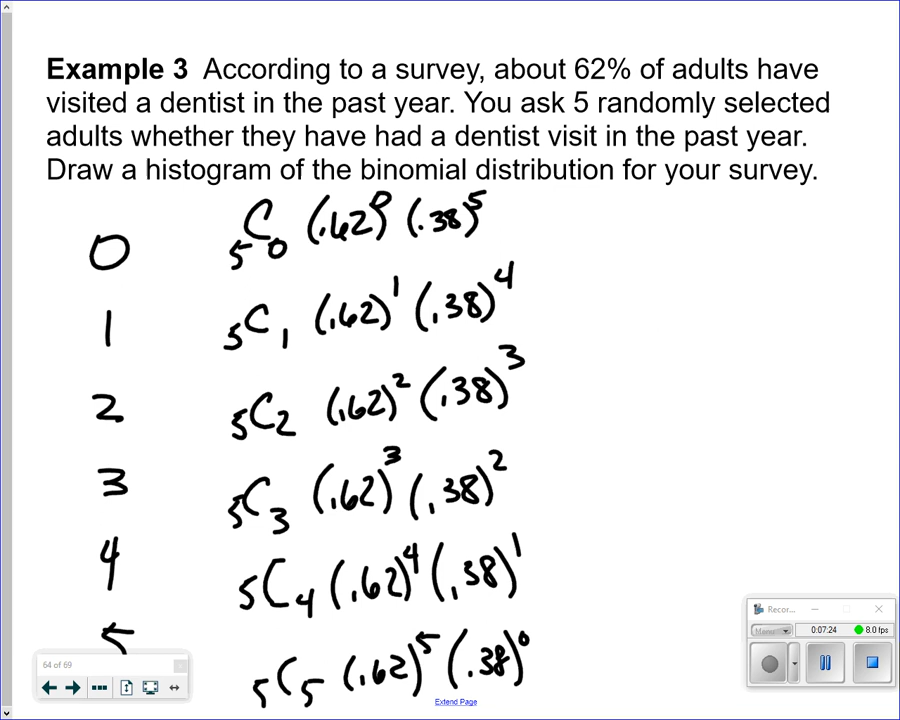 Example 3 According to a survey, about 62% of adults have
visited a dentist in the past year. You ask 5 randomly selected
adults whether they have had a dentist visit in the past year.
Draw a histogram of the binomial distribution for your survey.
0 ₅C₀ (.62)⁰ (.38)⁵
1 ₅C₁ (.62)¹ (.38)⁴
2 ₅C₂ (.62)² (.38)³
3 ₅C₃ (.62)³ (.38)²
4 ₅C₄ (.62)⁴ (.38)¹
5 ₅C₅ (.62)⁵ (.38)⁰
Recor...
0:07:24 8.0 fps
64 of 69
Extend Page